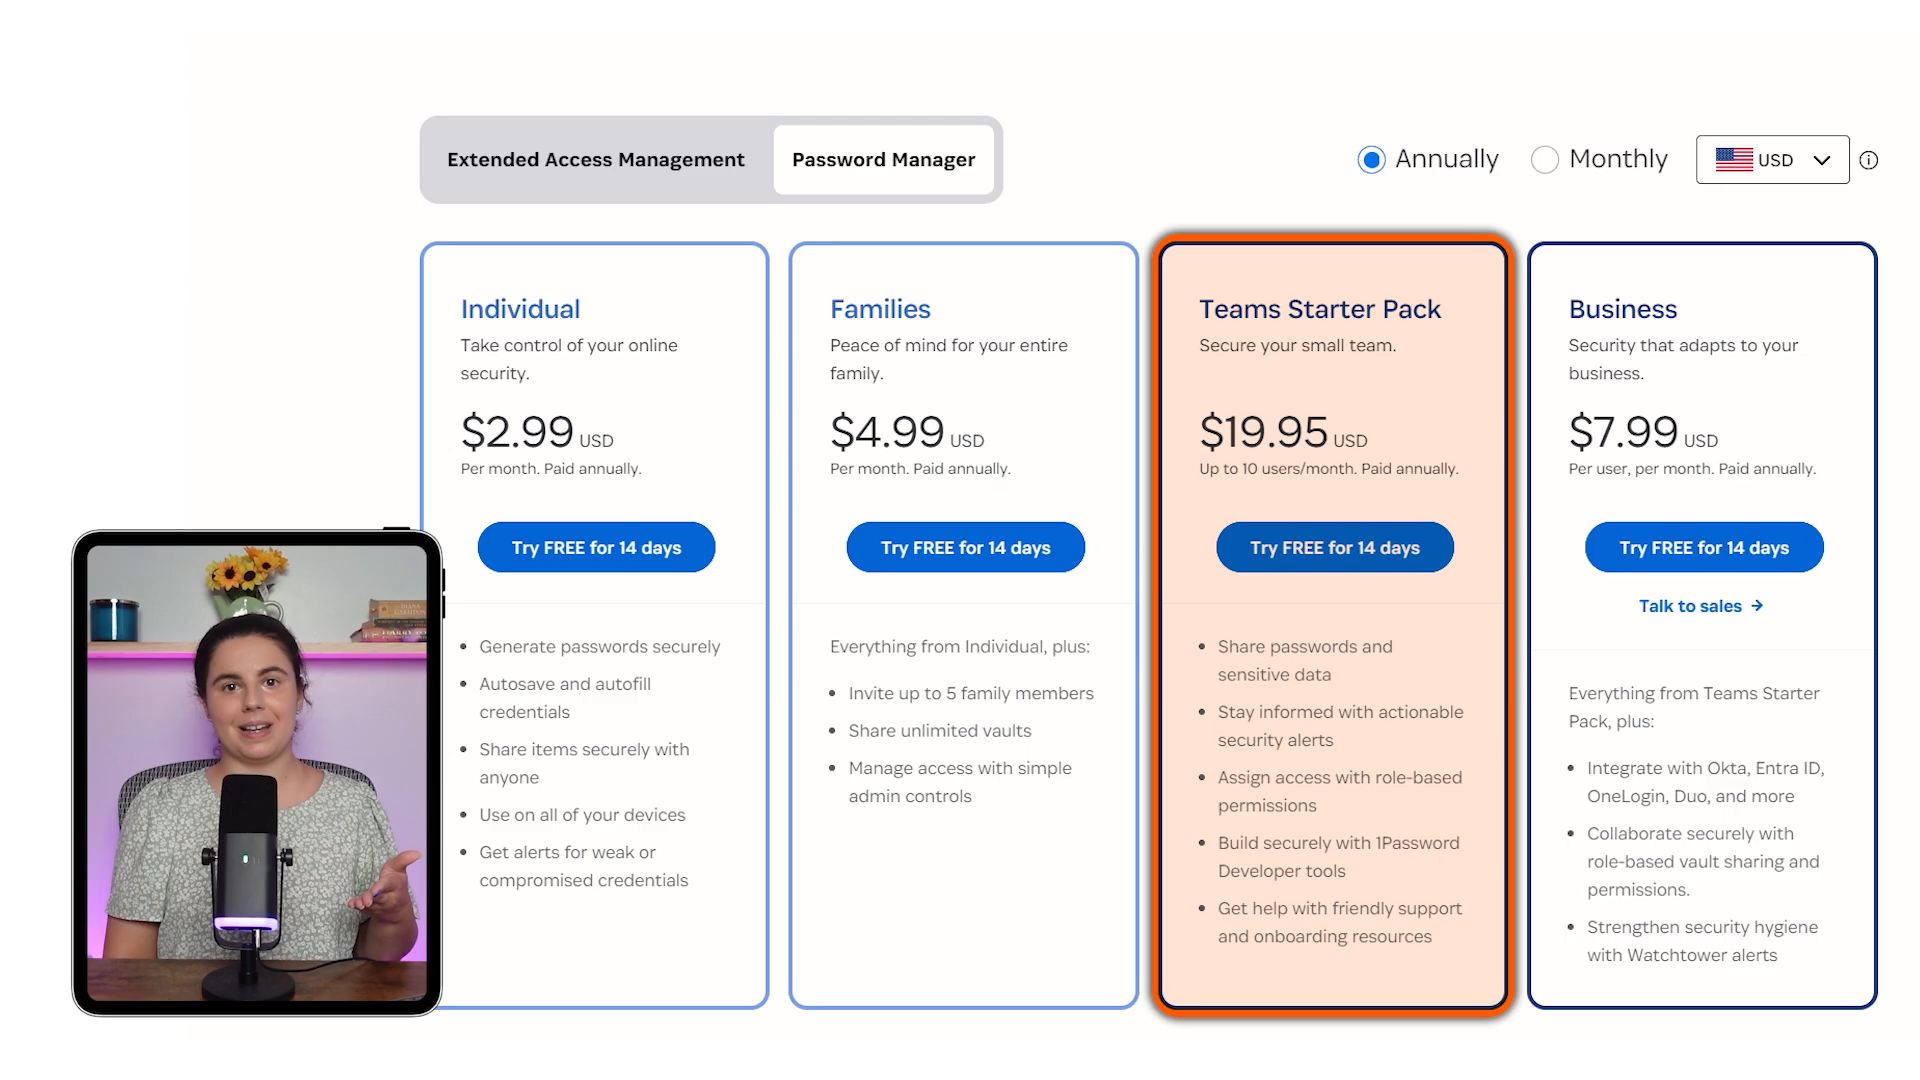 Extended Access Management
Password Manager
Annually
Monthly
USD
Individual
Take control of your online
security.
$2.99 USD
Per month. Paid annually.
Try FREE for 14 days
Generate passwords securely
Autosave and autofill
credentials
Share items securely with
anyone
Use on all of your devices
Get alerts for weak or
compromised credentials
Families
Peace of mind for your entire
family.
$4.99 USD
Per month. Paid annually.
Try FREE for 14 days
Everything from Individual, plus:
Invite up to 5 family members
Share unlimited vaults
Manage access with simple
admin controls
Teams Starter Pack
Secure your small team.
$19.95 USD
Up to 10 users/month. Paid annually.
Try FREE for 14 days
Share passwords and
sensitive data
Stay informed with actionable
security alerts
Assign access with role-based
permissions
Build securely with 1Password
Developer tools
Get help with friendly support
and onboarding resources
Business
Security that adapts to your
business.
$7.99 USD
Per user, per month. Paid annually.
Try FREE for 14 days
Talk to sales →
Everything from Teams Starter
Pack, plus:
Integrate with Okta, Entra ID,
OneLogin, Duo, and more
Collaborate securely with
role-based vault sharing and
permissions.
Strengthen security hygiene
with Watchtower alerts